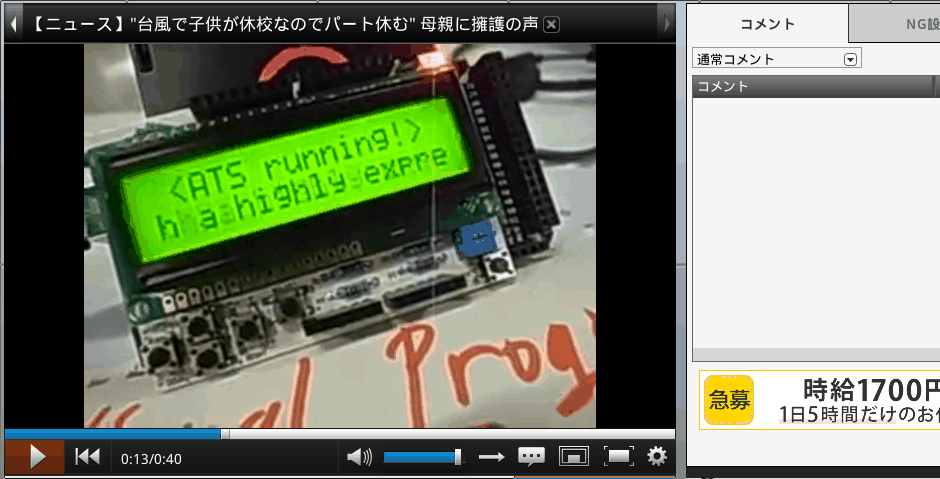 【ニュース】"台風で子供が休校なのでパート休む" 母親に擁護の声
コメント
NG設
通常コメント
コメント
<ATS running!>
h a highly expre
Prog
急募
時給1700円
1日5時間だけのお仕
0:13/0:40